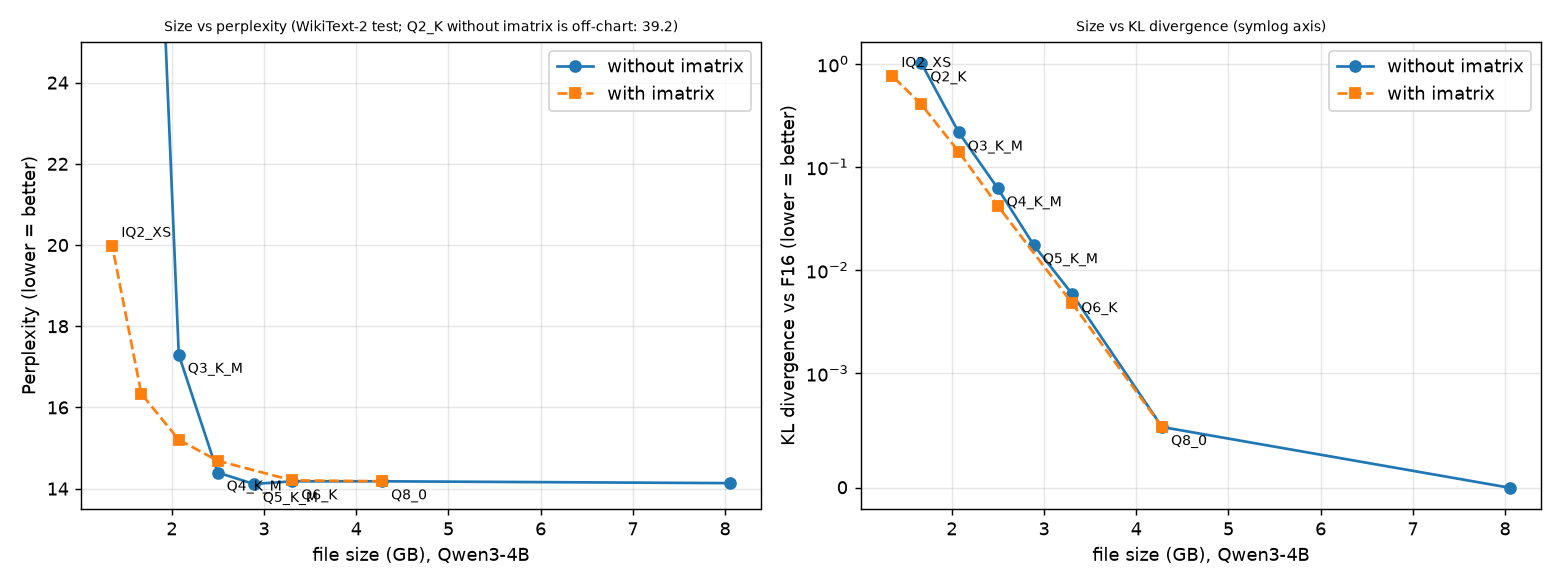 Size vs perplexity (WikiText-2 test; Q2_K without imatrix is off-chart: 39.2)
without imatrix
with imatrix
24
22
20
18
16
14
IQ2_XS
Q3_K_M
Q4_K_M
Q5_K_M
Q6_K
Q8_0
2
3
4
5
6
7
8
Perplexity (lower = better)
file size (GB), Qwen3-4B
Size vs KL divergence (symlog axis)
without imatrix
with imatrix
10⁰
10⁻¹
10⁻²
10⁻³
0
IQ2_XS
Q2_K
Q3_K_M
Q4_K_M
Q5_K_M
Q6_K
Q8_0
2
3
4
5
6
7
8
KL divergence vs F16 (lower = better)
file size (GB), Qwen3-4B